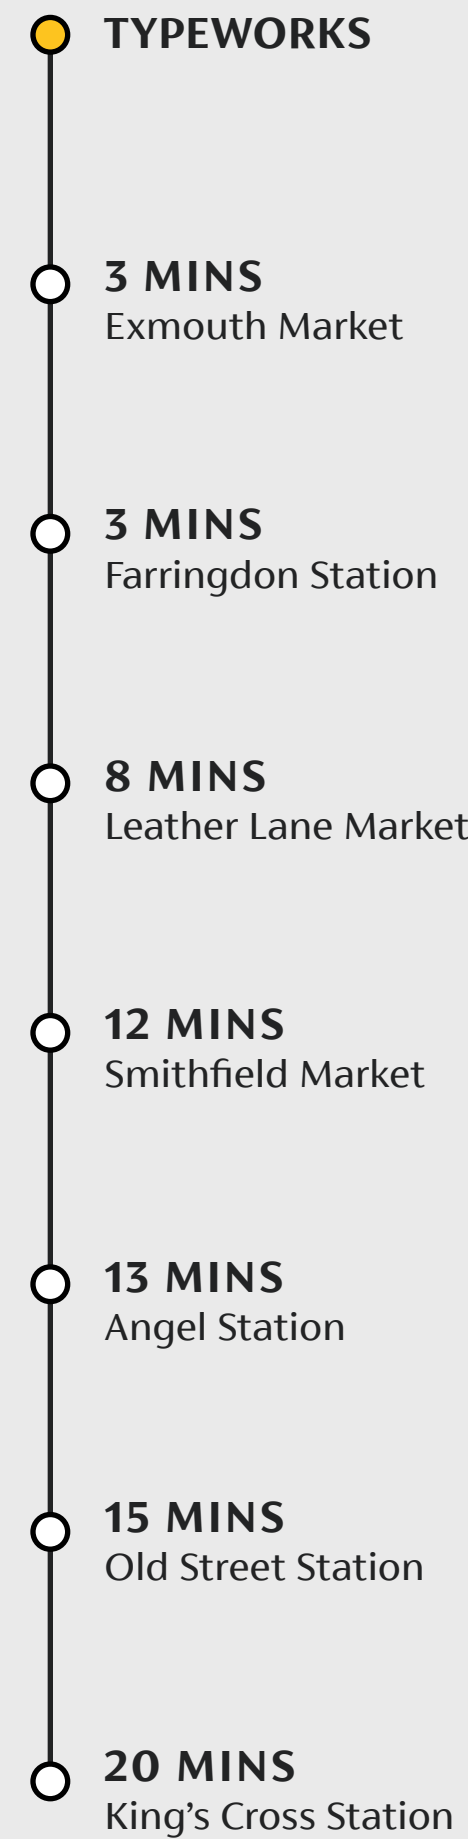 TYPEWORKS
3 MINS
Exmouth Market
3 MINS
Farringdon Station
8 MINS
Leather Lane Market
12 MINS
Smithfield Market
13 MINS
Angel Station
15 MINS
Old Street Station
20 MINS
King’s Cross Station